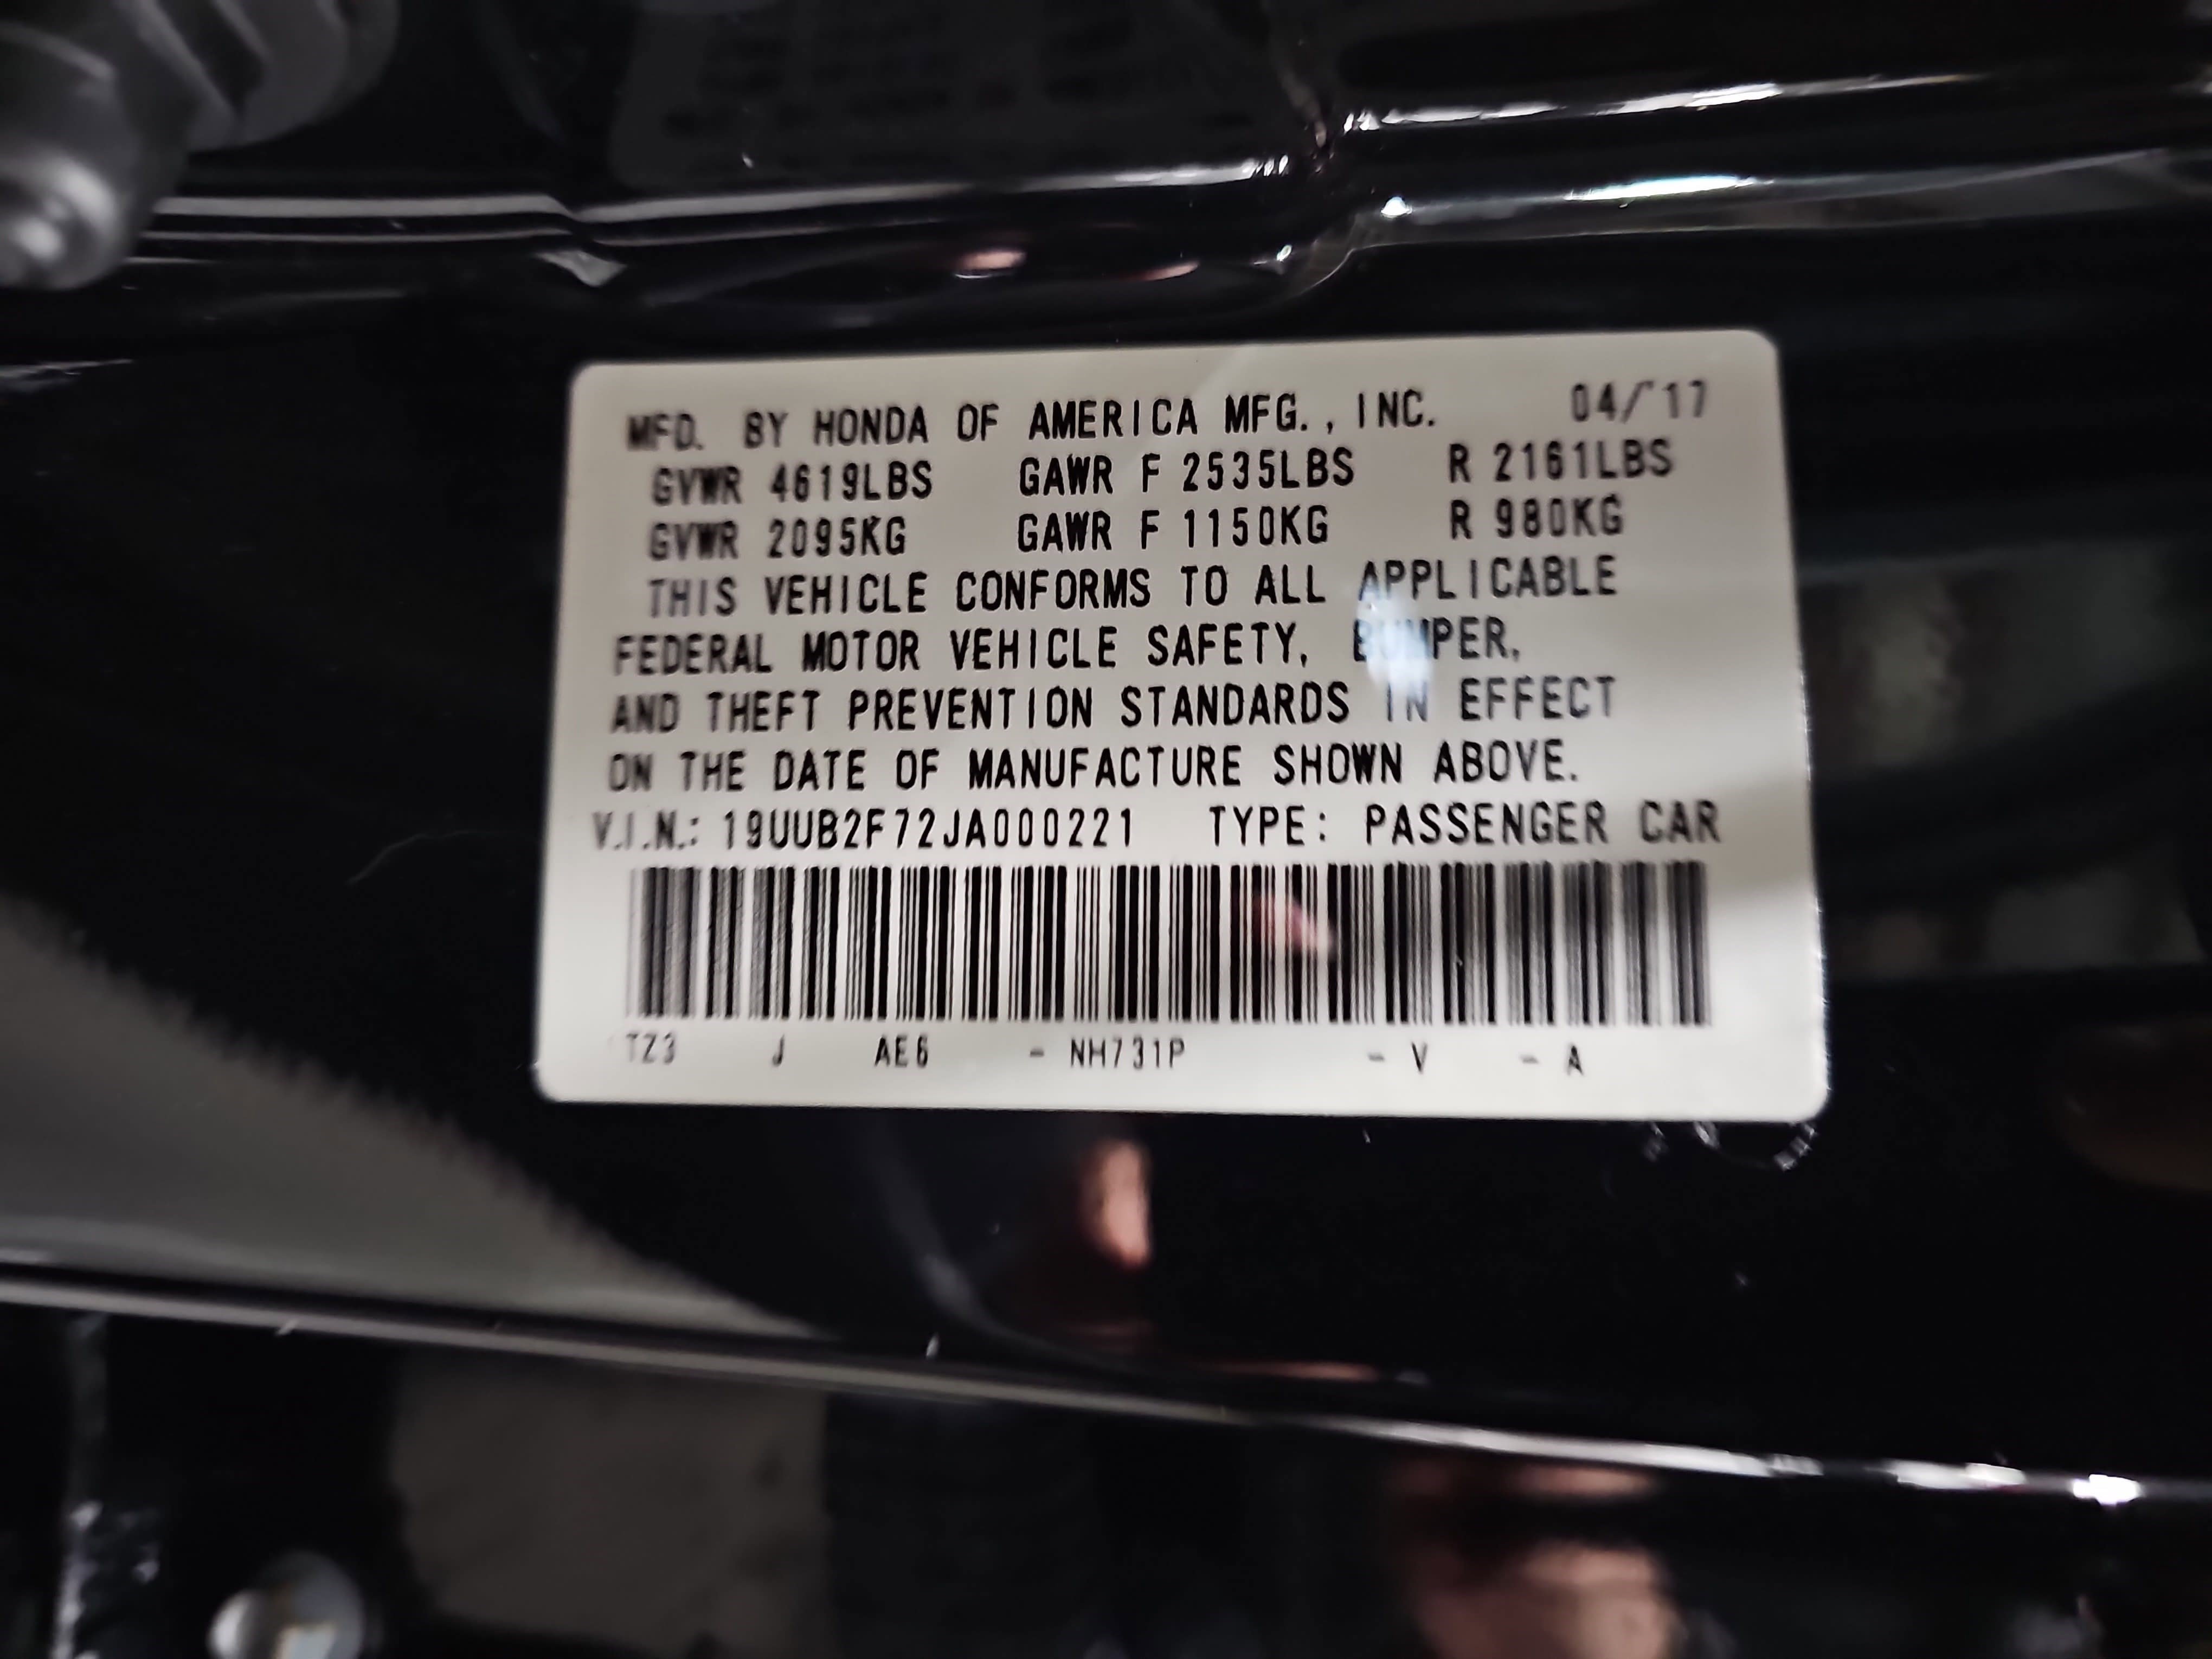 MFD. BY HONDA OF AMERICA MFG., INC. 04/'17
GVWR 4619LBS GAWR F 2535LBS R 2161LBS
GVWR 2095KG GAWR F 1150KG R 980KG
THIS VEHICLE CONFORMS TO ALL APPLICABLE
FEDERAL MOTOR VEHICLE SAFETY, BUMPER,
AND THEFT PREVENTION STANDARDS IN EFFECT
ON THE DATE OF MANUFACTURE SHOWN ABOVE.
V.I.N.: 19UUB2F72JA000221 TYPE: PASSENGER CAR
TZ3 J AE6 - NH731P - V - A